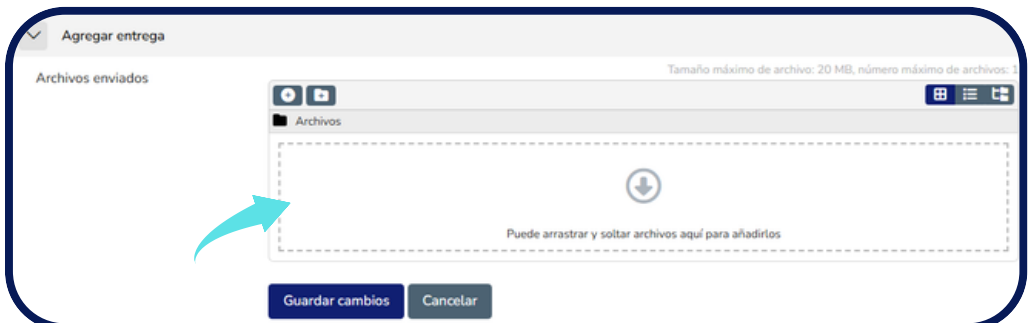 Agregar entrega
Archivos enviados
Tamaño máximo de archivo: 20 MB, número máximo de archivos: 1
Archivos
Puede arrastrar y soltar archivos aquí para añadirlos
Guardar cambios
Cancelar